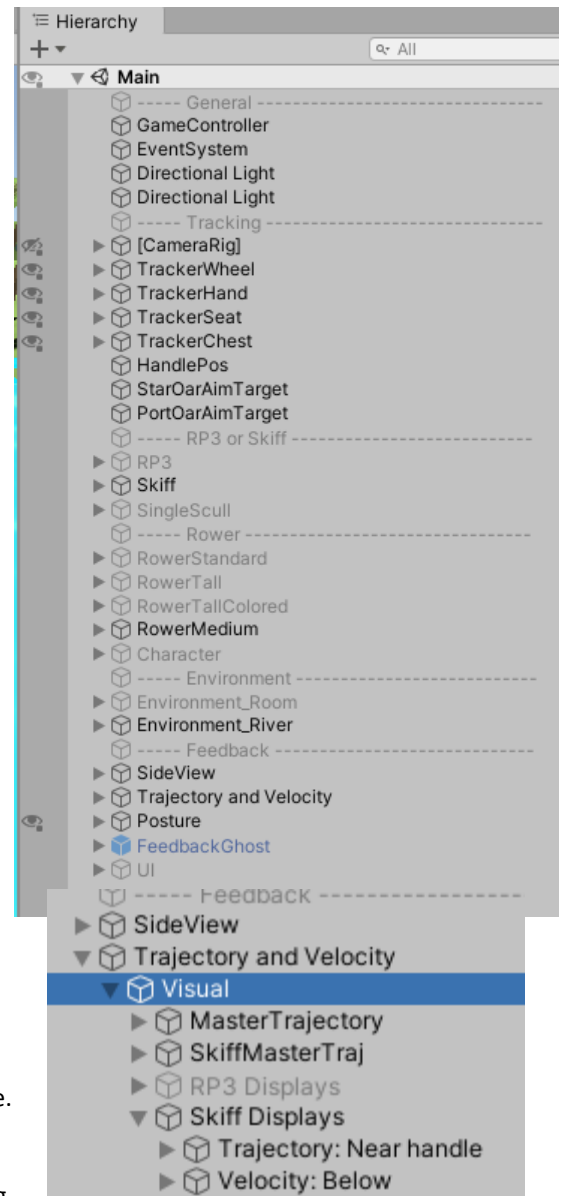 Hierarchy
All
Main
----- General -------------------------------
GameController
EventSystem
Directional Light
Directional Light
----- Tracking ------------------------------
[CameraRig]
TrackerWheel
TrackerHand
TrackerSeat
TrackerChest
HandlePos
StarOarAimTarget
PortOarAimTarget
----- RP3 or Skiff --------------------------
RP3
Skiff
SingleScull
----- Rower --------------------------------
RowerStandard
RowerTall
RowerTallColored
RowerMedium
Character
----- Environment --------------------------
Environment_Room
Environment_River
----- Feedback ----------------------------
SideView
Trajectory and Velocity
Posture
FeedbackGhost
UI
----- Feedback ------------------
SideView
Trajectory and Velocity
Visual
MasterTrajectory
SkiffMasterTraj
RP3 Displays
e.
Skiff Displays
Trajectory: Near handle
Velocity: Below